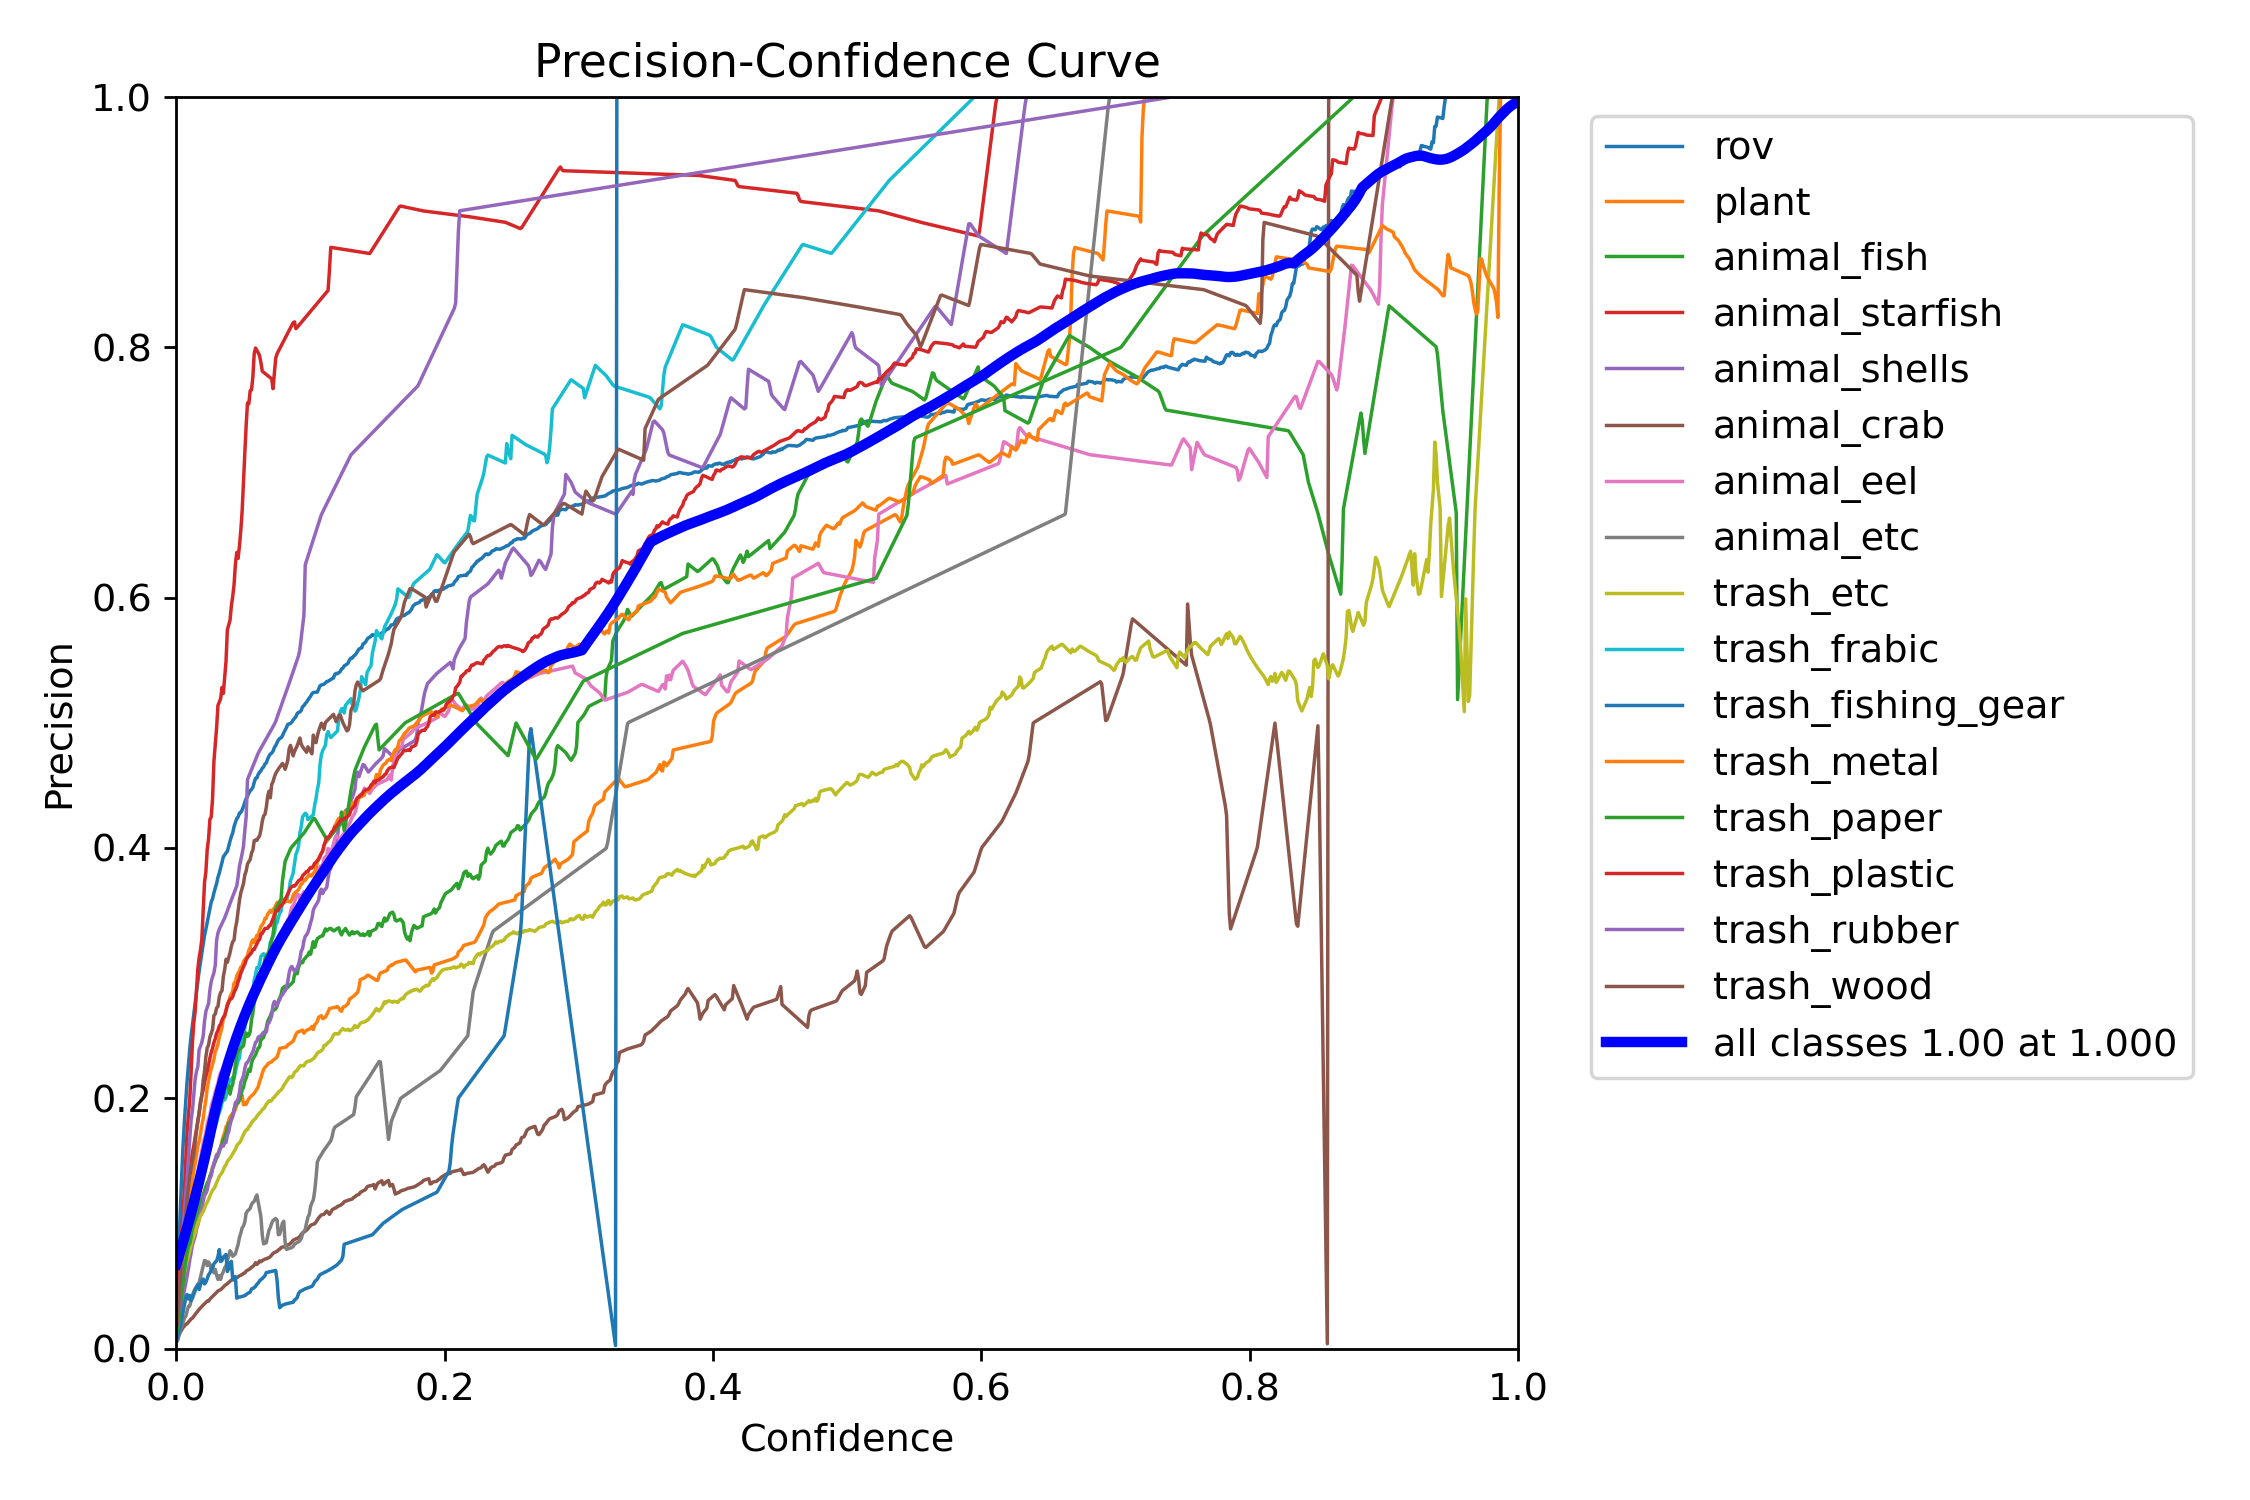 Precision-Confidence Curve
1.0
0.8
0.6
0.4
0.2
0.0
Precision
0.0 0.2 0.4 0.6 0.8 1.0
Confidence
rov
plant
animal_fish
animal_starfish
animal_shells
animal_crab
animal_eel
animal_etc
trash_etc
trash_frabic
trash_fishing_gear
trash_metal
trash_paper
trash_plastic
trash_rubber
trash_wood
all classes 1.00 at 1.000